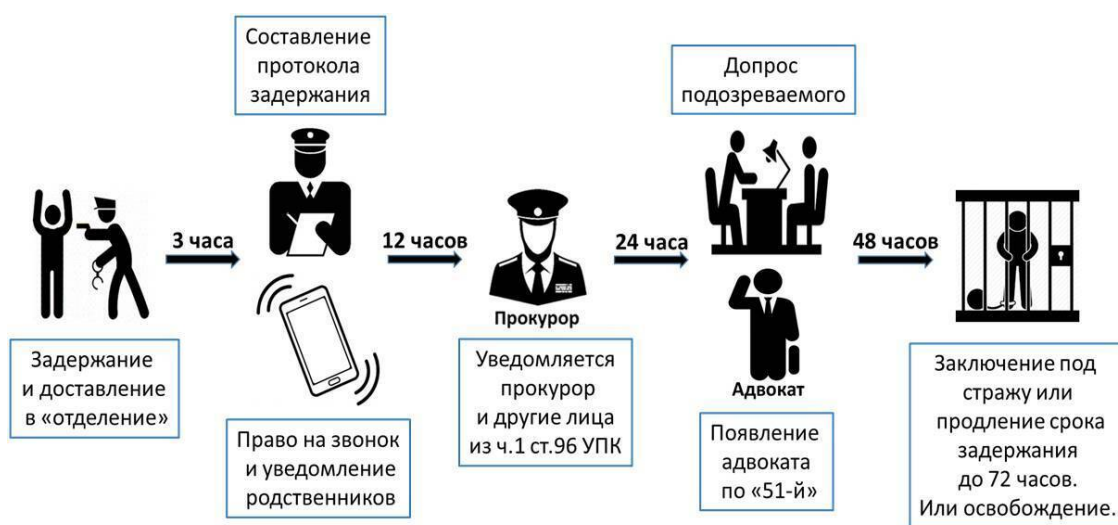 Составление
протокола
задержания
Допрос
подозреваемого
3 часа
12 часов
24 часа
48 часов
Прокурор
Адвокат
Задержание
и доставление
в «отделение»
Право на звонок
и уведомление
родственников
Уведомляется
прокурор
и другие лица
из ч.1 ст.96 УПК
Появление
адвоката
по «51-й»
Заключение под
стражу или
продление срока
задержания
до 72 часов.
Или освобождение.